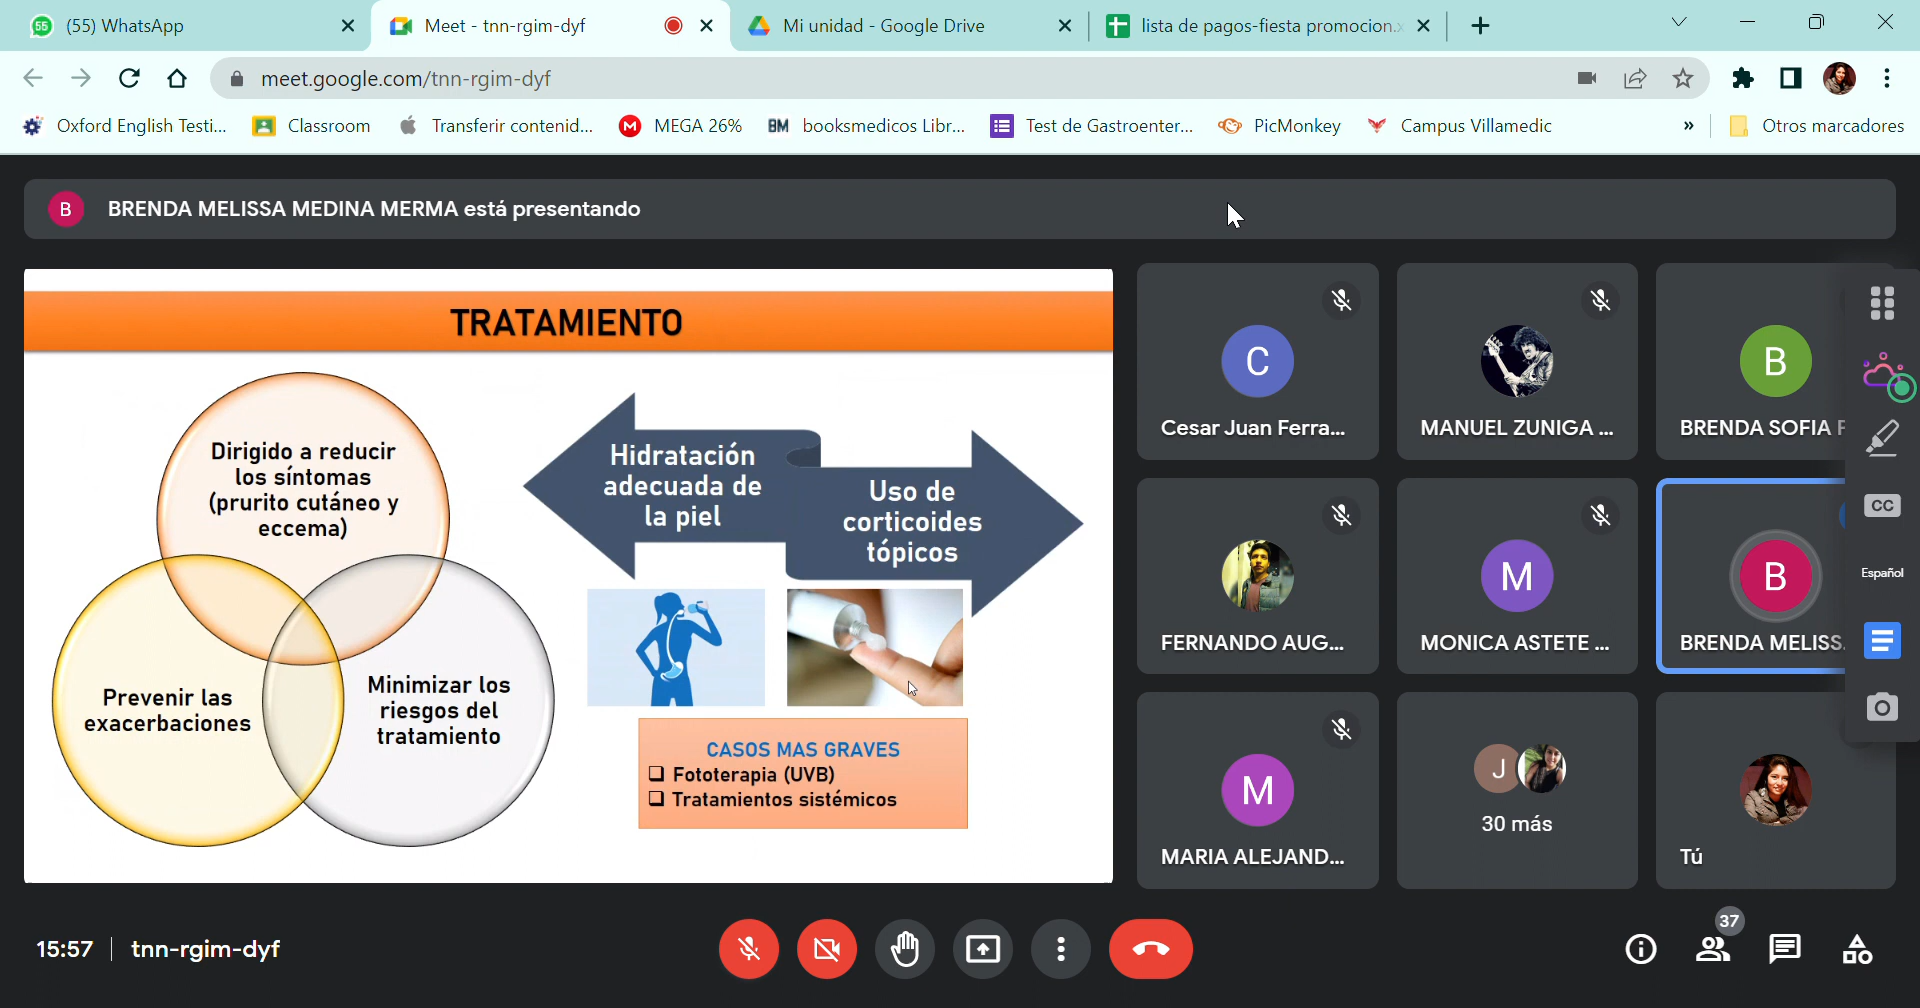 (55) WhatsApp
Meet - tnn-rgim-dyf
Mi unidad - Google Drive
lista de pagos-fiesta promocion.x
meet.google.com/tnn-rgim-dyf
Oxford English Testi...
Classroom
Transferir contenid...
MEGA 26%
BM booksmedicos Libr...
Test de Gastroenter...
PicMonkey
Campus Villamedic
»
Otros marcadores
B BRENDA MELISSA MEDINA MERMA está presentando
TRATAMIENTO
Dirigido a reducir
los síntomas
(prurito cutáneo y
eccema)
Prevenir las
exacerbaciones
Minimizar los
riesgos del
tratamiento
Hidratación
adecuada de
la piel
Uso de
corticoides
tópicos
CASOS MAS GRAVES
Fototerapia (UVB)
Tratamientos sistémicos
C
Cesar Juan Ferra...
MANUEL ZUNIGA ...
B
BRENDA SOFIA F
FERNANDO AUG...
M
MONICA ASTETE ...
B
BRENDA MELISS.
M
MARIA ALEJAND...
J
30 más
Tú
CC
Español
15:57 | tnn-rgim-dyf
37